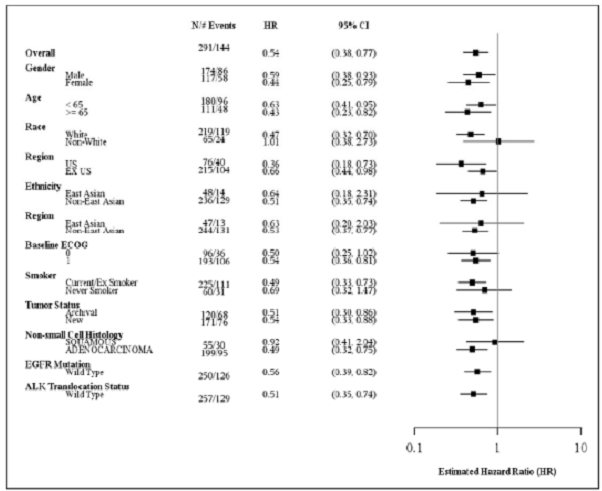 N/# Events HR 95% CI
Overall 291/144 0.54 (0.38, 0.77)
Gender
Male 174/86 0.59 (0.38, 0.93)
Female 117/58 0.44 (0.25, 0.79)
Age
< 65 180/96 0.63 (0.41, 0.95)
>= 65 111/48 0.43 (0.23, 0.82)
Race
White 219/119 0.47 (0.32, 0.70)
Non-White 65/24 1.01 (0.38, 2.73)
Region
US 76/40 0.36 (0.18, 0.73)
EX US 215/104 0.66 (0.44, 0.98)
Ethnicity
East Asian 48/14 0.64 (0.18, 2.31)
Non-East Asian 236/129 0.51 (0.35, 0.74)
Region
East Asian 47/13 0.63 (0.20, 2.03)
Non-East Asian 244/131 0.53 (0.37, 0.77)
Baseline ECOG
0 96/36 0.50 (0.25, 1.02)
1 193/106 0.54 (0.36, 0.81)
Smoker
Current/Ex Smoker 225/111 0.49 (0.33, 0.73)
Never Smoker 60/31 0.69 (0.32, 1.47)
Tumor Status
Archival 120/68 0.51 (0.30, 0.86)
New 171/76 0.54 (0.33, 0.88)
Non-small Cell Histology
SQUAMOUS 55/30 0.92 (0.41, 2.04)
ADENOCARCINOMA 199/95 0.49 (0.32, 0.75)
EGFR Mutation
Wild Type 250/126 0.56 (0.39, 0.82)
ALK Translocation Status
Wild Type 257/129 0.51 (0.35, 0.74)
0.1 1 10
Estimated Hazard Ratio (HR)